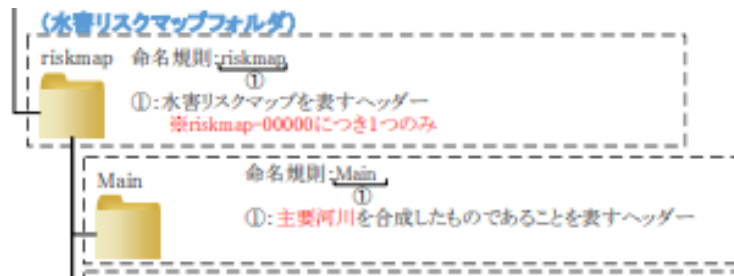 (水害リスクマップフォルダ)
riskmap 命名規則:riskmap
①
①:水害リスクマップを表すヘッダー
※riskmap-00000につき1つのみ
Main 命名規則:Main
①
①:主要河川を合成したものであることを表すヘッダー